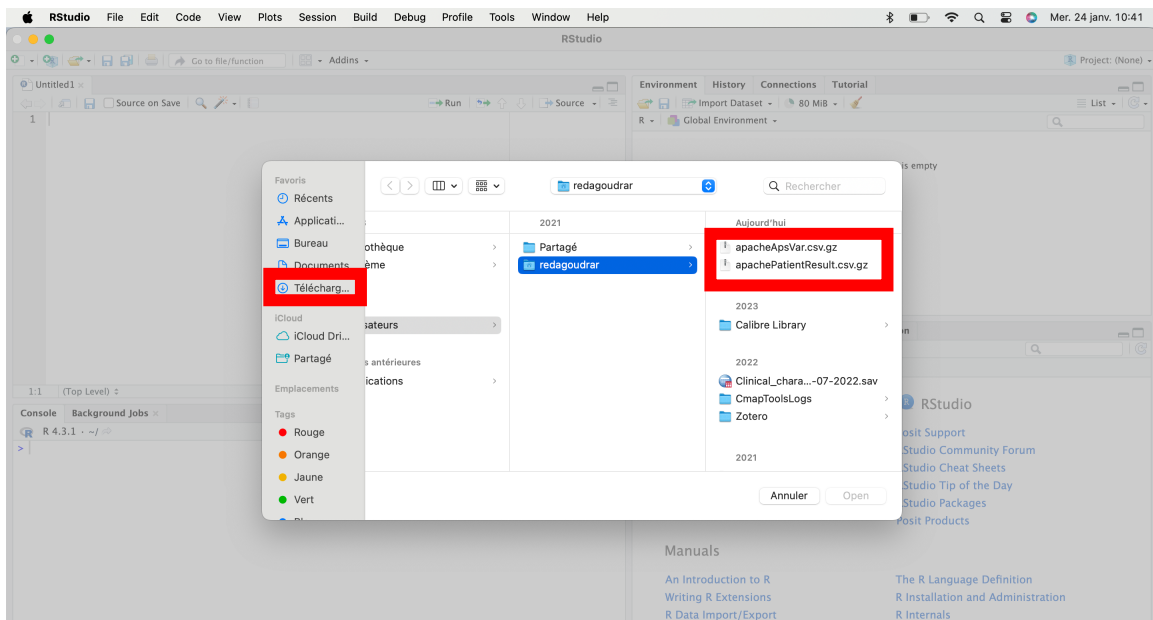 RStudio File Edit Code View Plots Session Build Debug Profile Tools Window Help Mer. 24 janv. 10:41
RStudio
Go to file/function Addins Project: (None)
Untitled1 Environment History Connections Tutorial
Source on Save Run Source Import Dataset 80 MiB List
1 R Global Environment
is empty
Favoris
redagoudrar Rechercher
Récents
Applicati... 2021 Aujourd'hui
Bureau othèque Partagé apacheApsVar.csv.gz
Documents ème redagoudrar apachePatientResult.csv.gz
Télécharg...
2023
iCloud sateurs Calibre Library on
iCloud Dri...
Partagé s antérieures 2022
ications Clinical_chara...-07-2022.sav
Emplacements CmapToolsLogs
1:1 (Top Level) RStudio
Console Background Jobs Tags Zotero
R 4.3.1 · ~/ Rouge osit Support
> Orange 2021 RStudio Community Forum
Jaune RStudio Cheat Sheets
RStudio Tip of the Day
Vert Annuler Open RStudio Packages
Posit Products
Manuals
An Introduction to R The R Language Definition
Writing R Extensions R Installation and Administration
R Data Import/Export R Internals